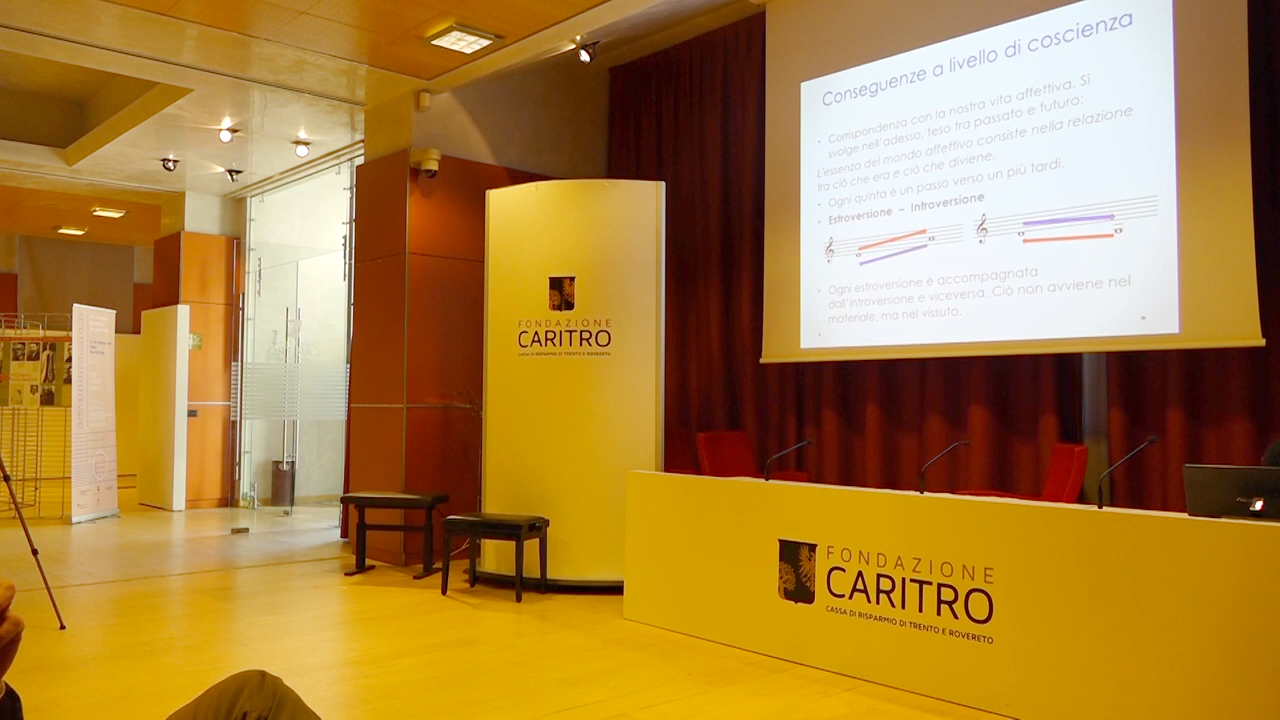 Conseguenze a livello di coscienza
• Corrispondenza con la nostra vita affettiva. Si
svolge nell'adesso, teso tra passato e futuro:
L'essenza del mondo affettivo consiste nella relazione
tra ciò che era e ciò che diviene.
• Ogni quinta è un passo verso un più tardi.
• Estroversione – Introversione
• Ogni estroversione è accompagnata
dall'introversione e viceversa. Ciò non avviene nel
materiale, ma nel vissuto.
FONDAZIONE
CARITRO
CASSA DI RISPARMIO DI TRENTO E ROVERETO
FONDAZIONE
CARITRO
CASSA DI RISPARMIO DI TRENTO E ROVERETO